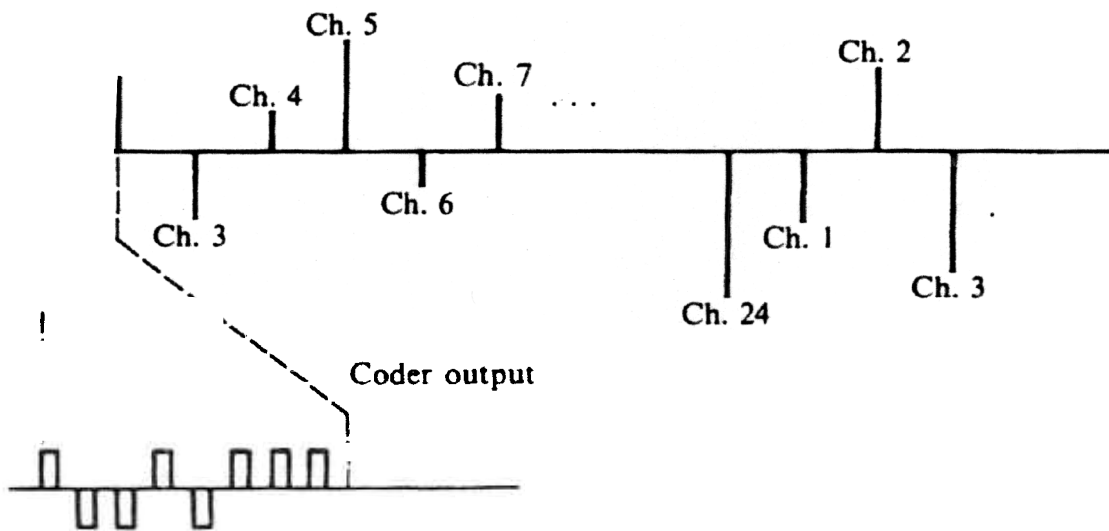 Ch. 5
Ch. 2
Ch. 7
Ch. 4
. . .
Ch. 6
Ch. 3
Ch. 1
Ch. 3
Ch. 24
Coder output